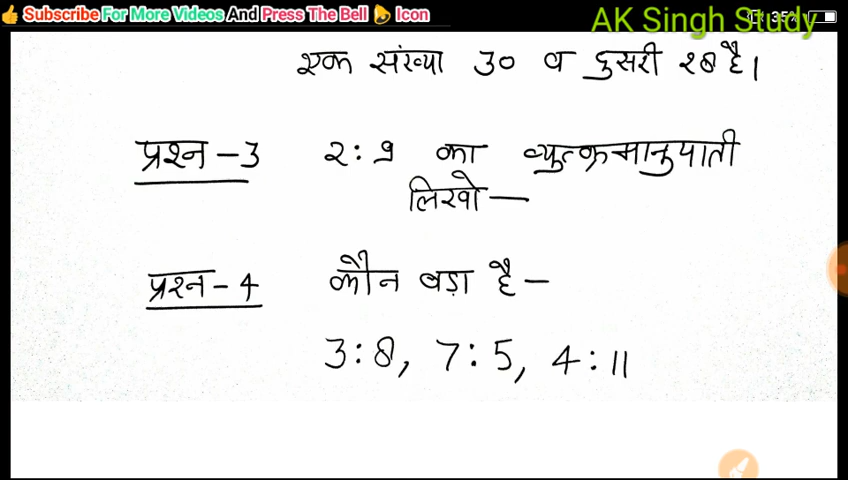 👍 Subscribe For More Videos And Press The Bell 🔔 Icon
AK Singh Study
35%
एक संख्या 30 व दुसरी 28 है।
प्रश्न - 3 2 : 9 का व्युत्क्रमानुपाती
लिखो —
प्रश्न - 4 कौन बड़ा है —
3 : 8, 7 : 5, 4 : 11